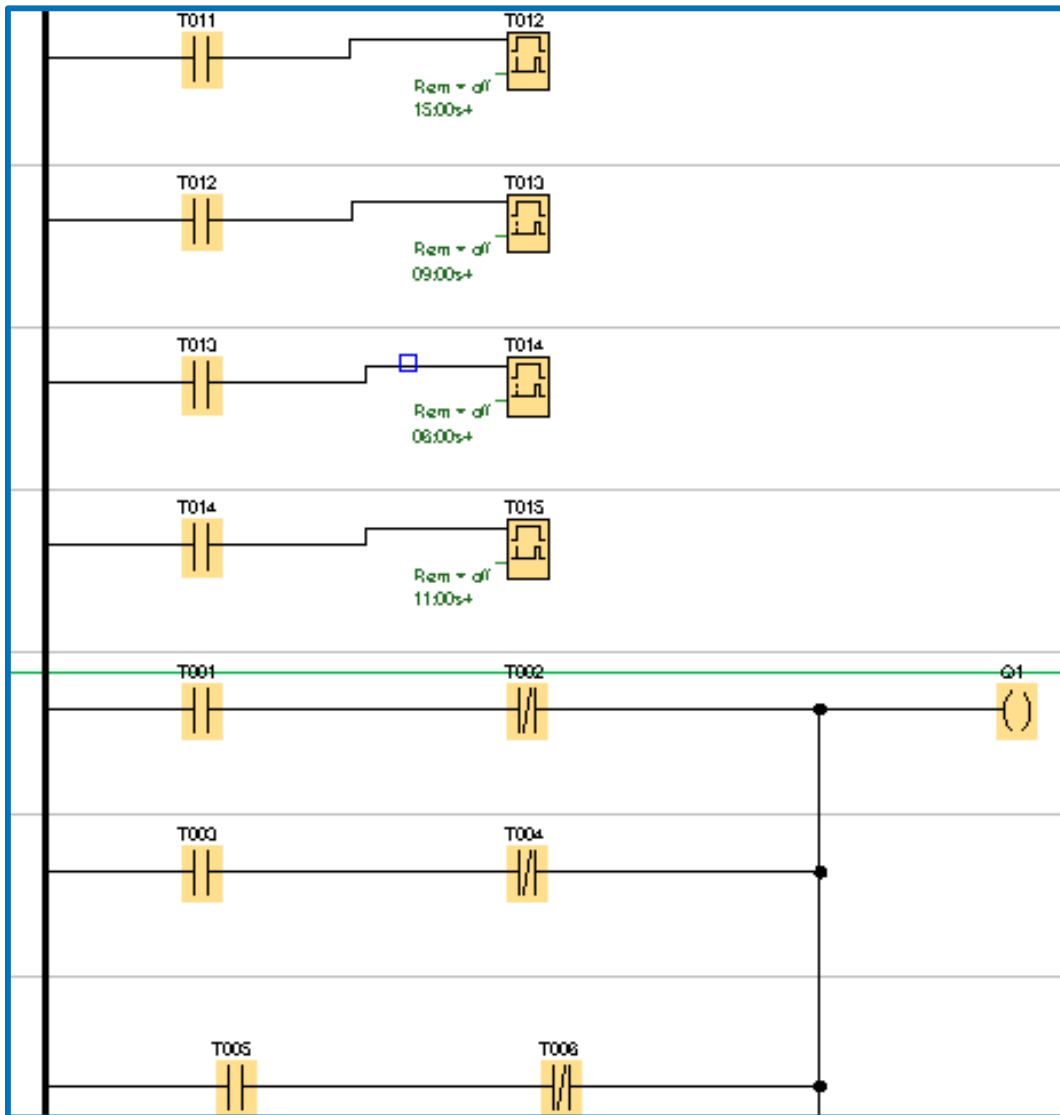 T011 T012
Rem = off
15:00s+
T012 T013
Rem = off
09:00s+
T013 T014
Rem = off
06:00s+
T014 T015
Rem = off
11:00s+
T001 T002 Q1
T003 T004
T005 T006